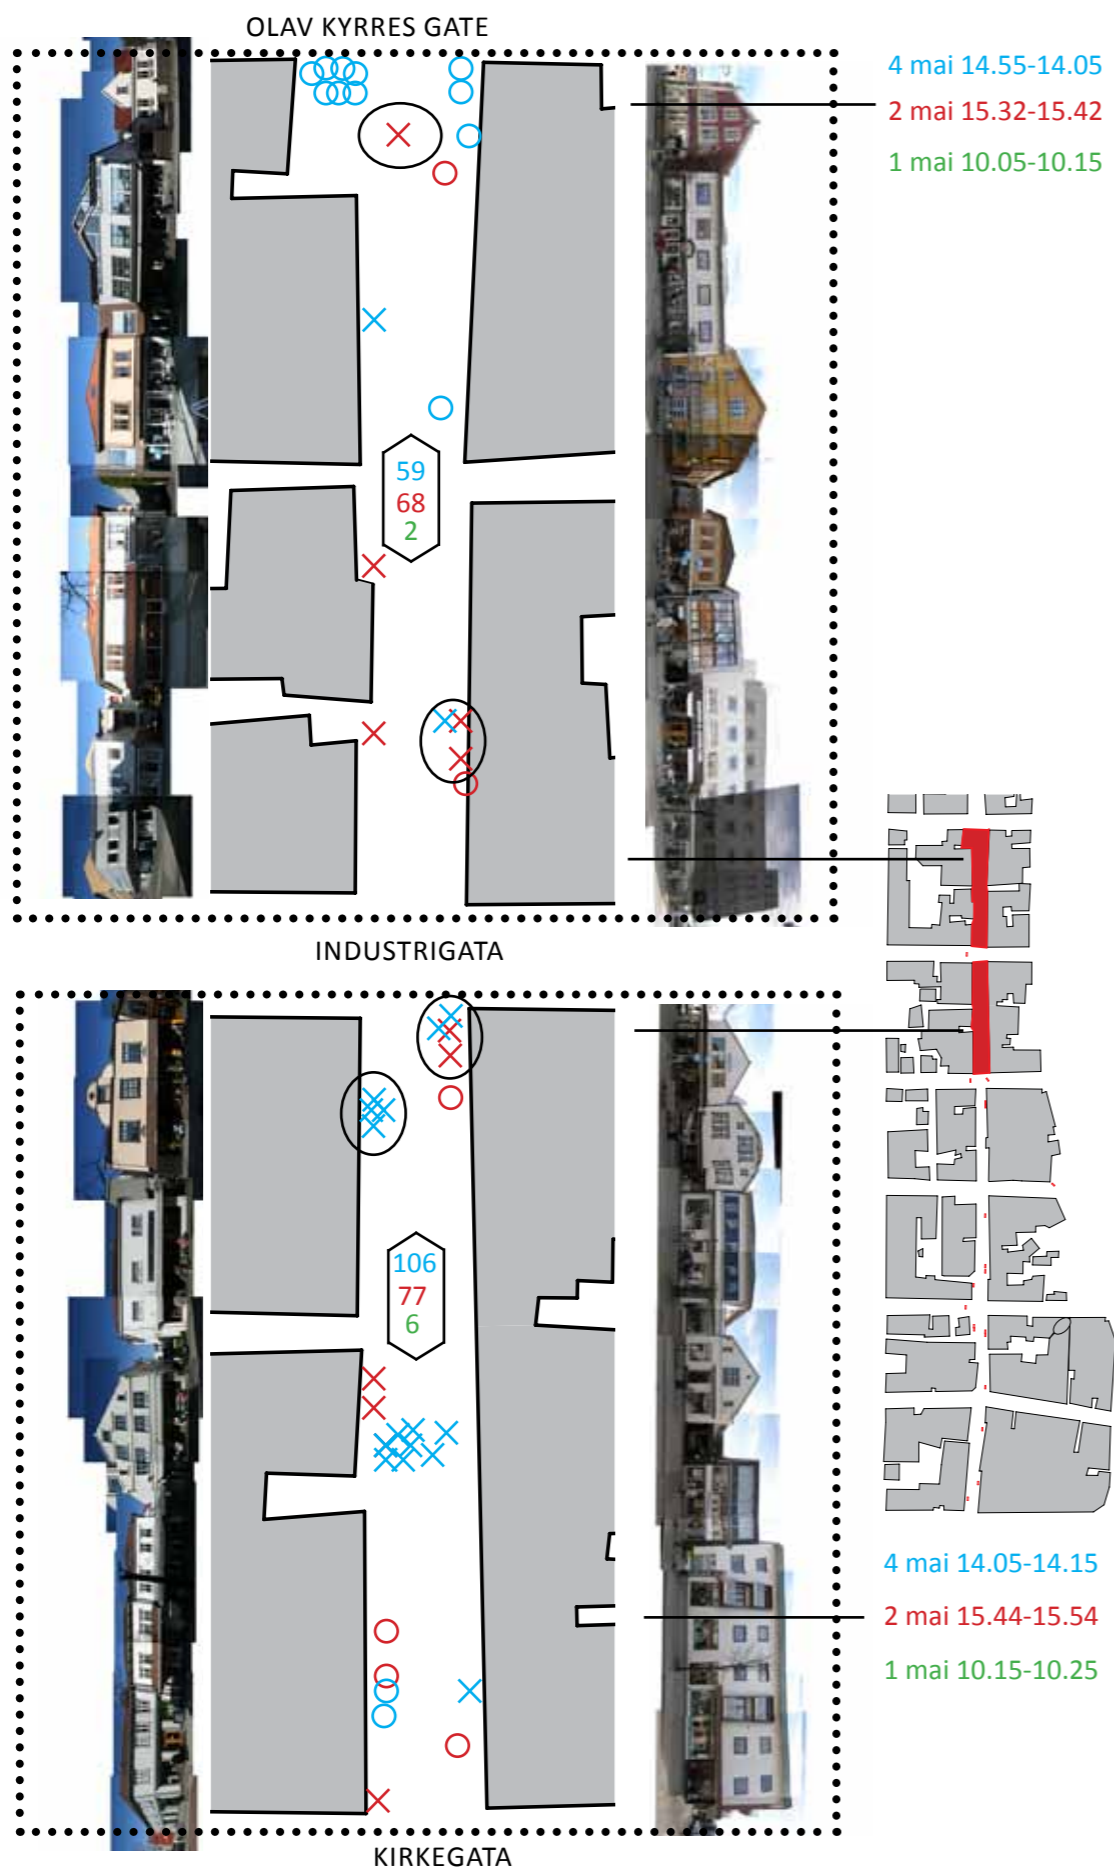 OLAV KYRRES GATE
4 mai 14.55-14.05
2 mai 15.32-15.42
1 mai 10.05-10.15
59
68
2
INDUSTRIGATA
106
77
6
4 mai 14.05-14.15
2 mai 15.44-15.54
1 mai 10.15-10.25
KIRKEGATA